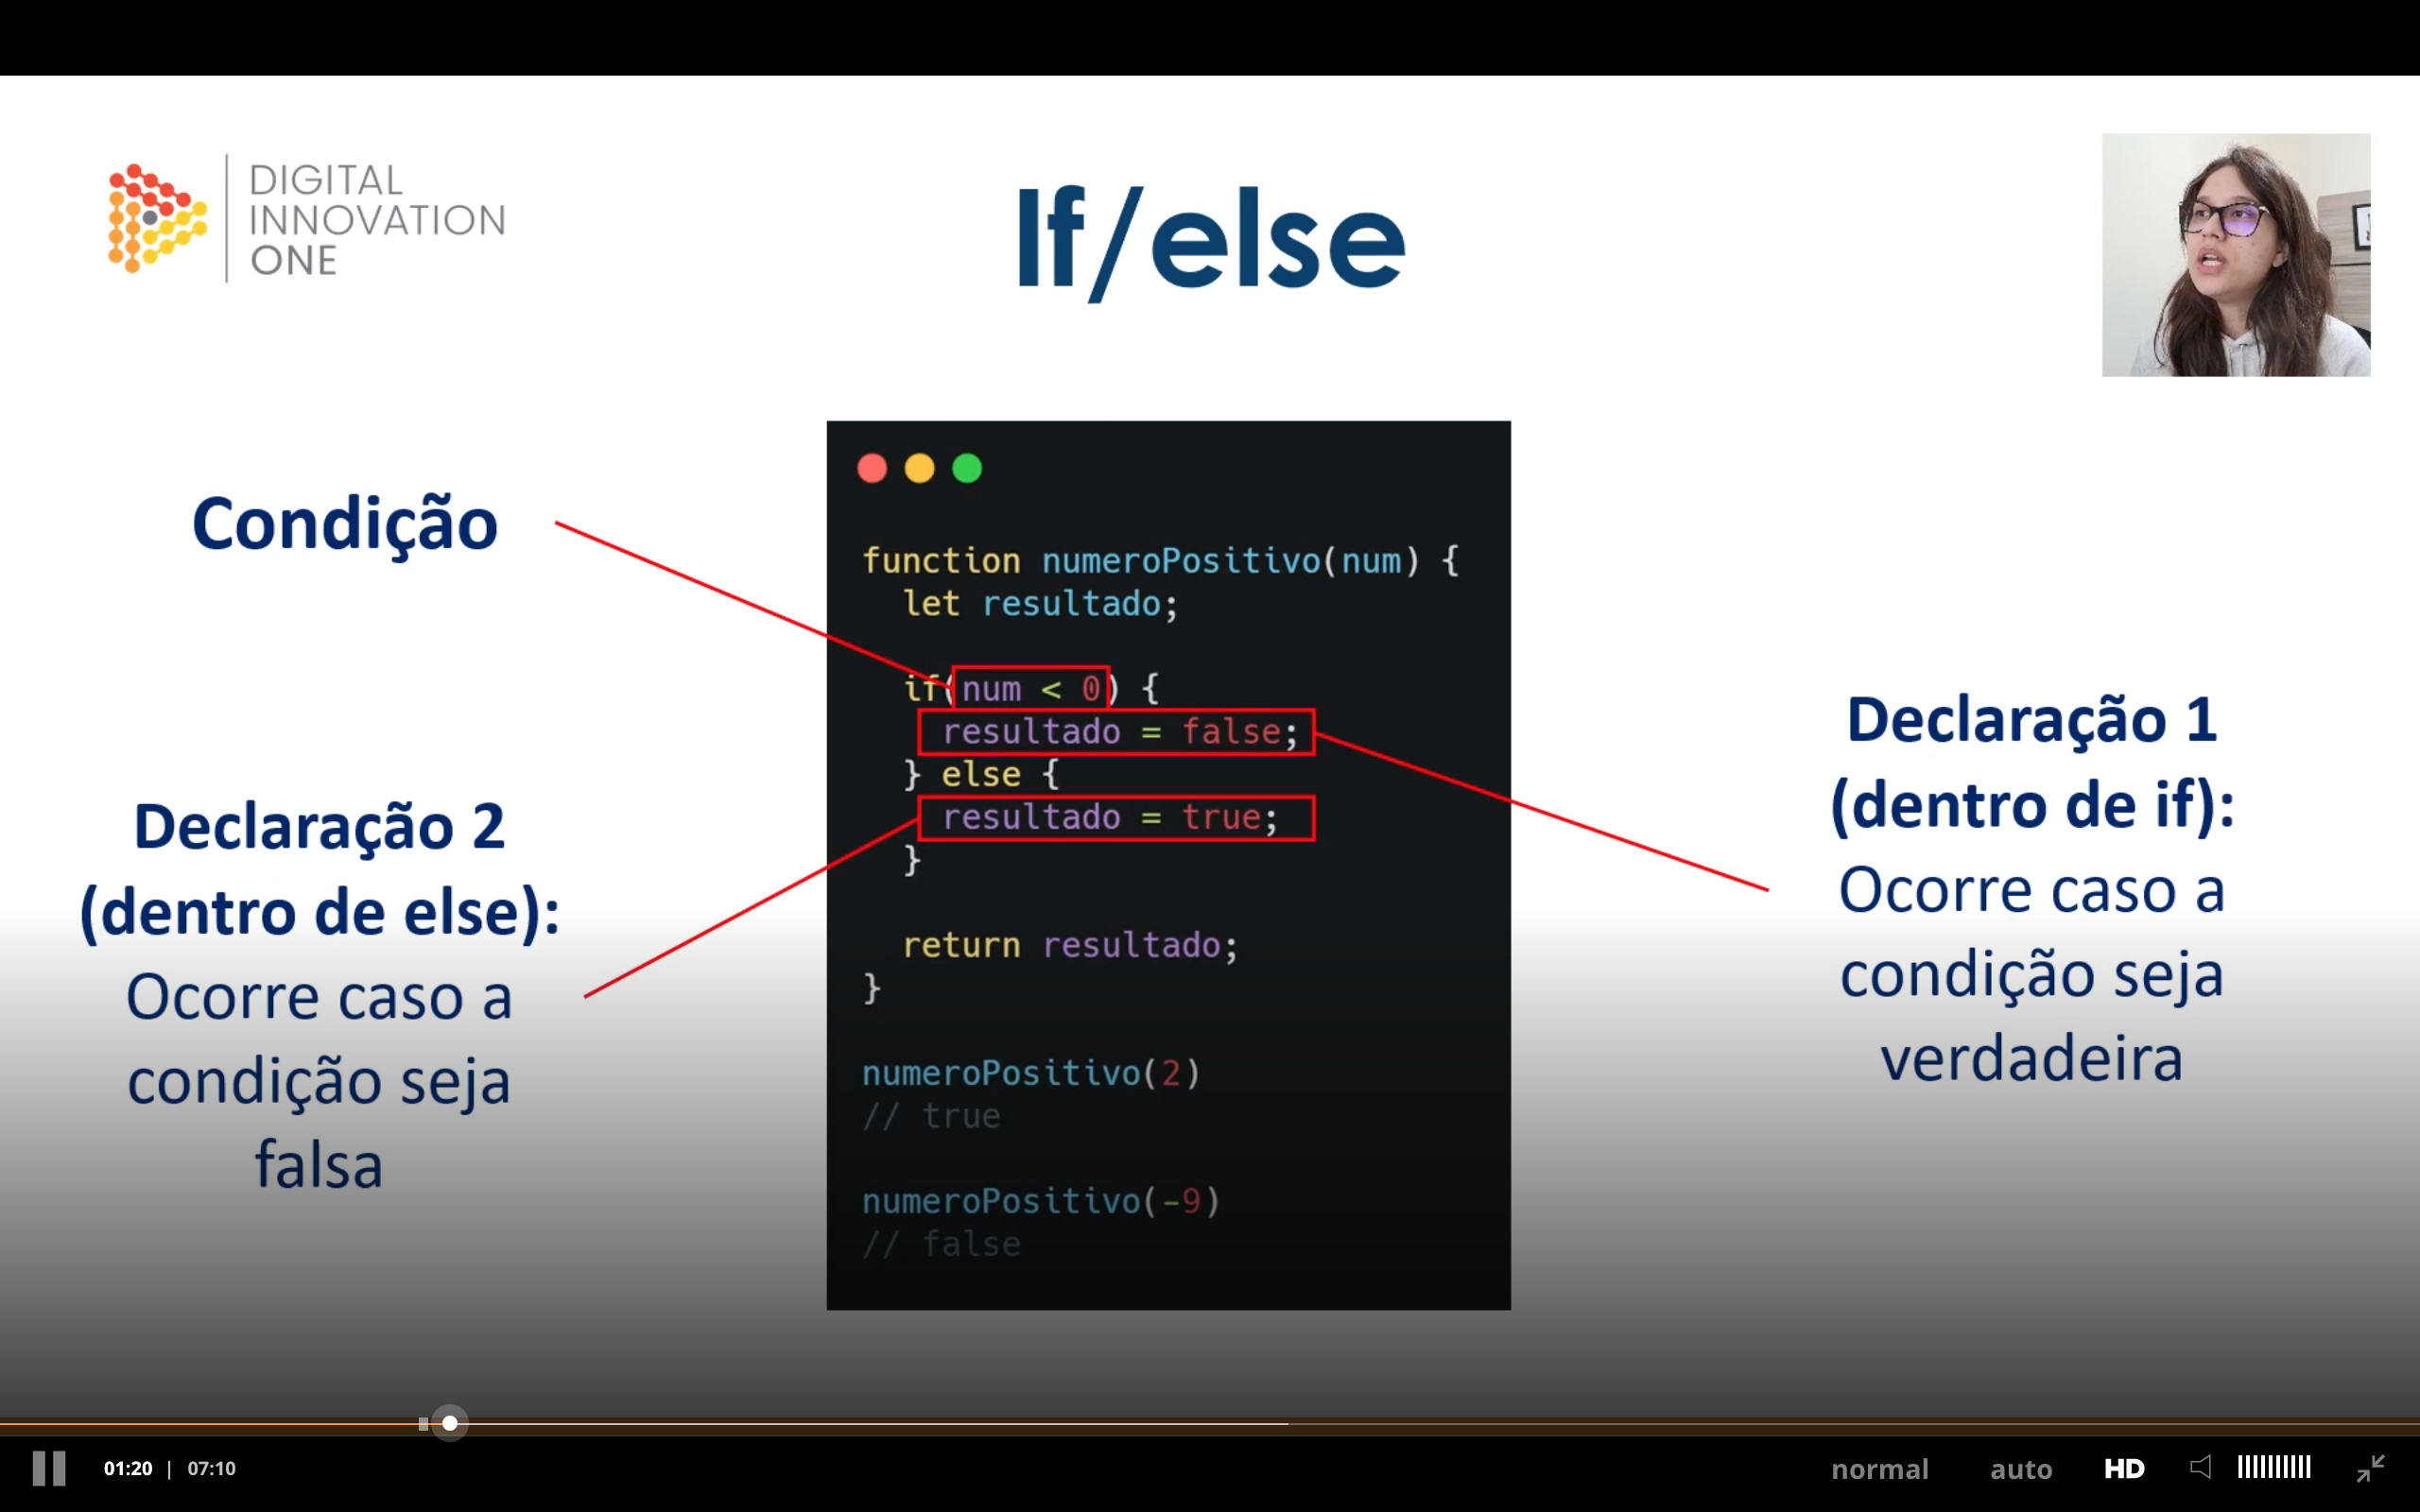 DIGITAL
INNOVATION
ONE
If/else
Condição
function numeroPositivo(num) {
let resultado;
if(num < 0) {
resultado = false;
} else {
resultado = true;
}
return resultado;
}
numeroPositivo(2)
// true
numeroPositivo(-9)
// false
Declaração 2
(dentro de else):
Ocorre caso a
condição seja
falsa
Declaração 1
(dentro de if):
Ocorre caso a
condição seja
verdadeira
01:20 | 07:10
normal auto HD